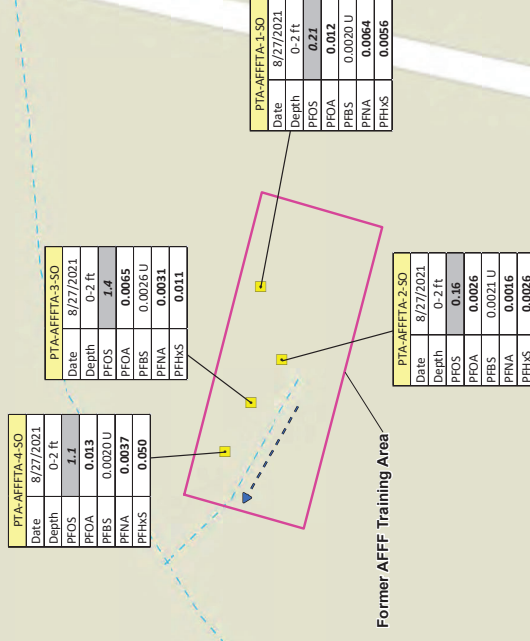 PTA-AFFFTA-1-SO
Date 8/27/2021
Depth 0-2 ft
PFOS 0.21
PFOA 0.012
PFBS 0.0020 U
PFNA 0.0064
PFHxS 0.0056
PTA-AFFFTA-3-SO
Date 8/27/2021
Depth 0-2 ft
PFOS 1.4
PFOA 0.0065
PFBS 0.0026 U
PFNA 0.0031
PFHxS 0.011
PTA-AFFFTA-2-SO
Date 8/27/2021
Depth 0-2 ft
PFOS 0.16
PFOA 0.0026
PFBS 0.0021 U
PFNA 0.0016
PFHxS 0.0026
PTA-AFFFTA-4-SO
Date 8/27/2021
Depth 0-2 ft
PFOS 1.1
PFOA 0.013
PFBS 0.0020 U
PFNA 0.0037
PFHxS 0.050
Former AFFF Training Area